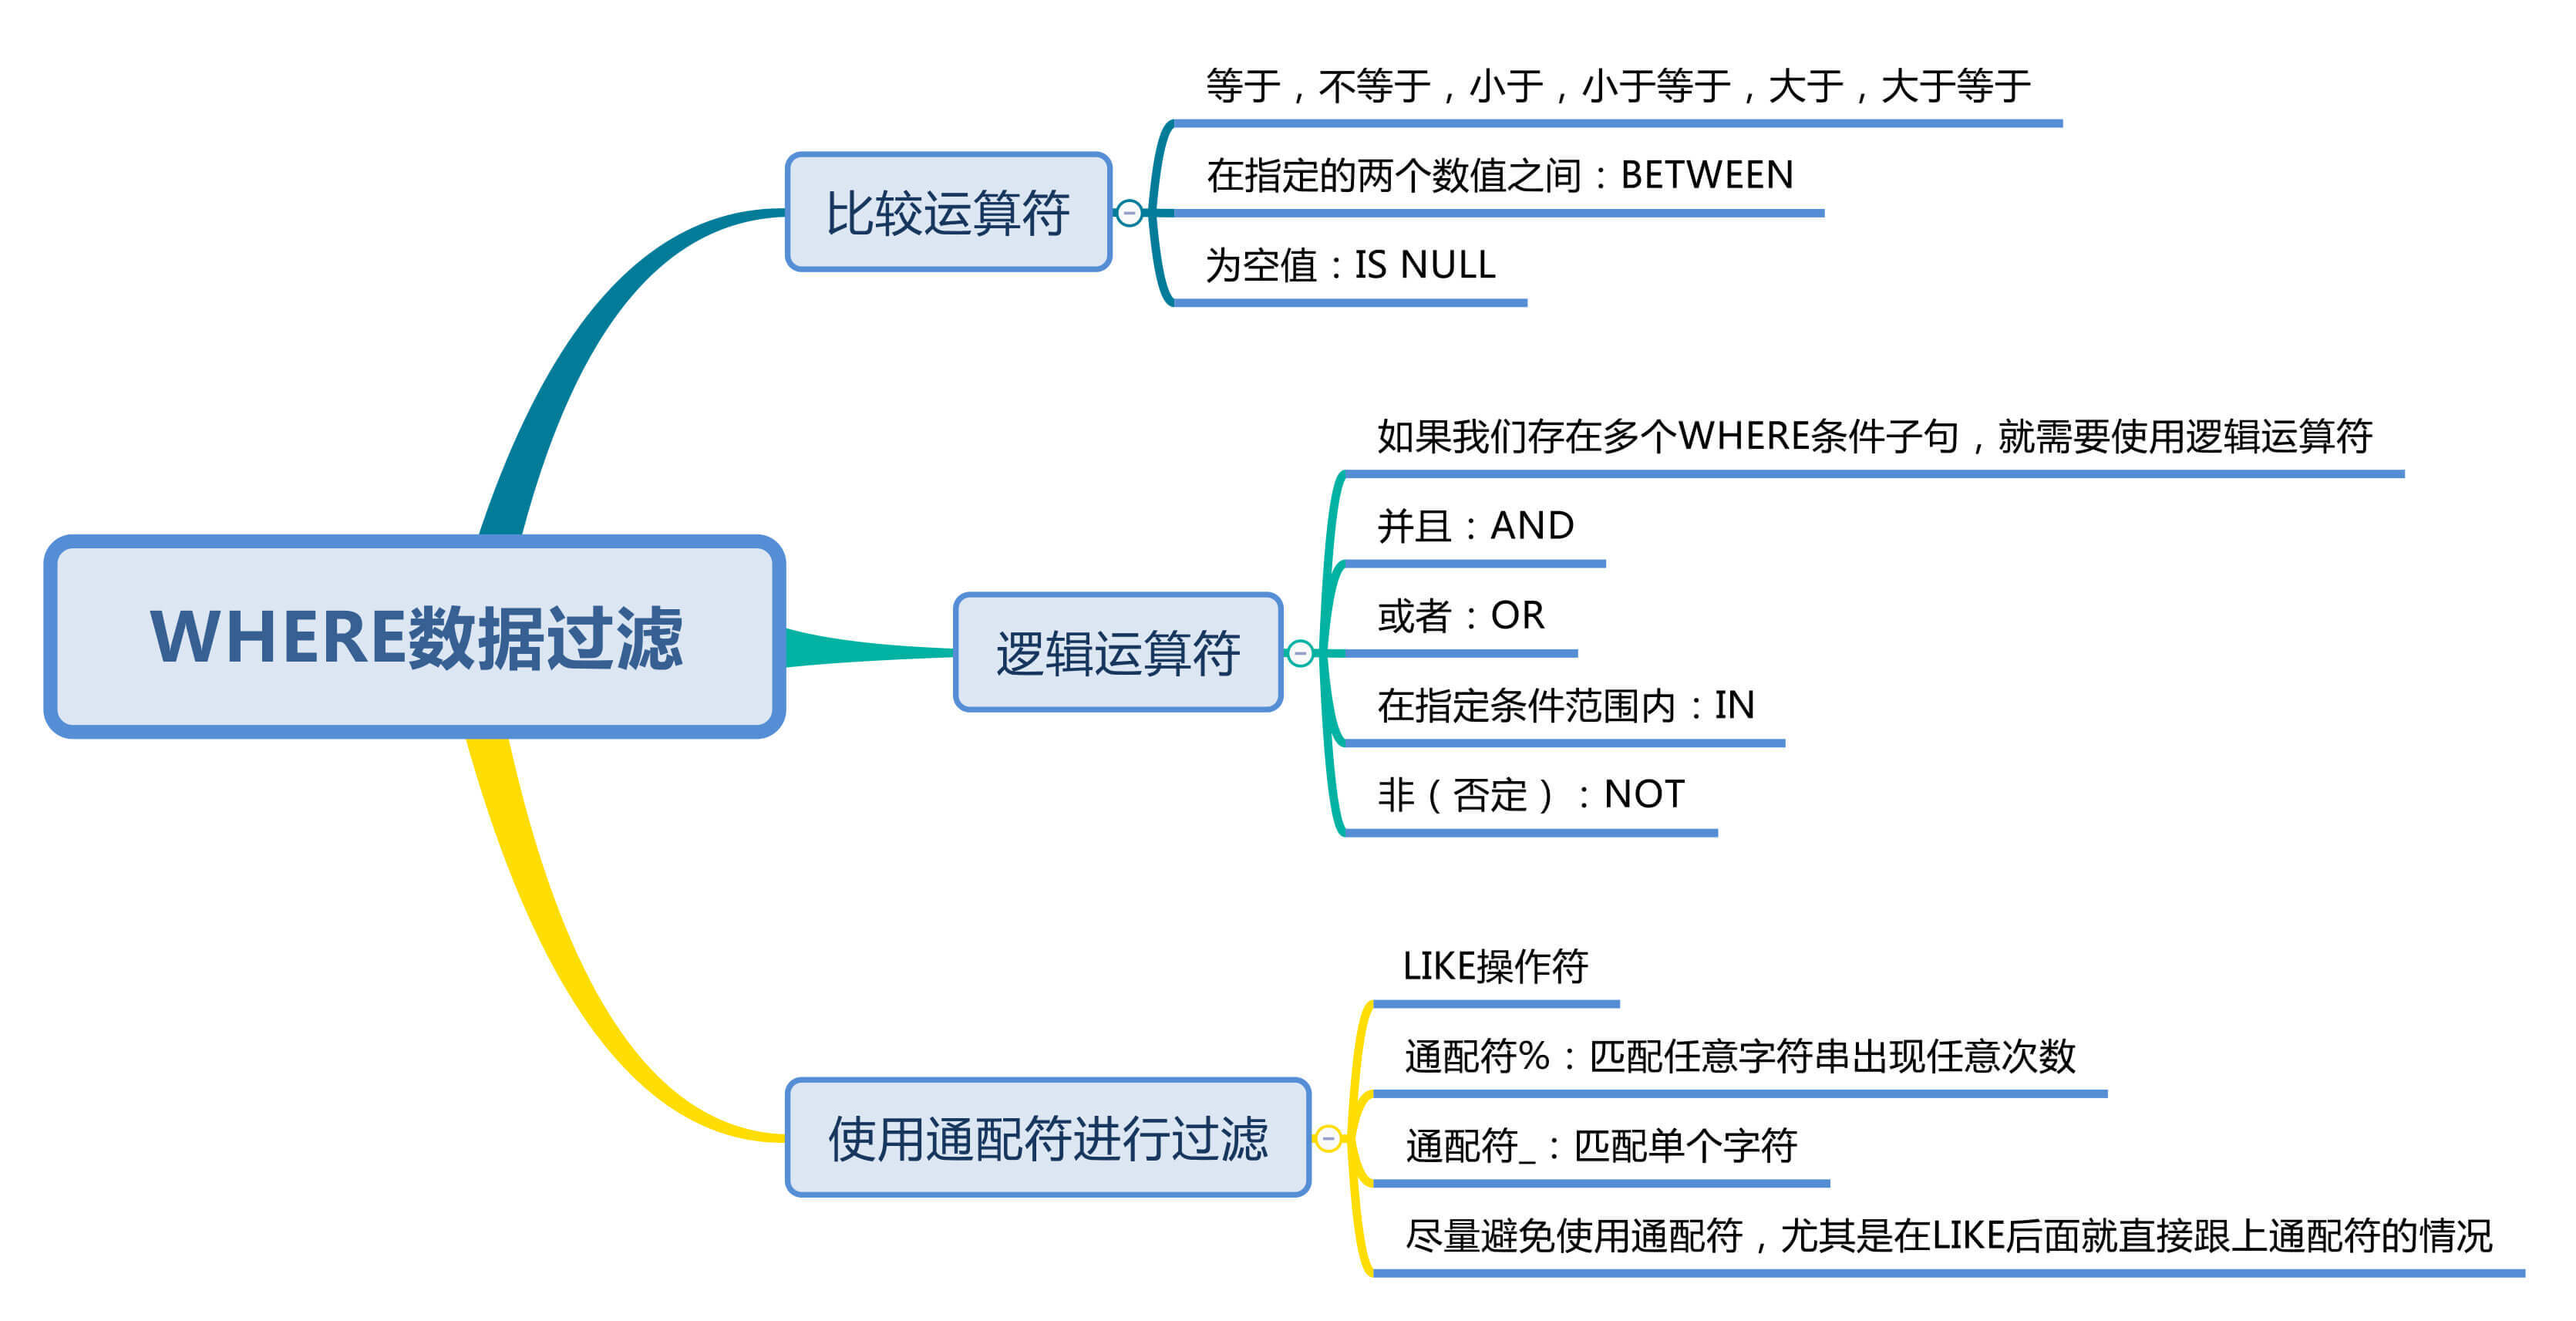 WHERE数据过滤
比较运算符
等于，不等于，小于，小于等于，大于，大于等于
在指定的两个数值之间：BETWEEN
为空值：IS NULL
逻辑运算符
如果我们存在多个WHERE条件子句，就需要使用逻辑运算符
并且：AND
或者：OR
在指定条件范围内：IN
非（否定）：NOT
使用通配符进行过滤
LIKE操作符
通配符%：匹配任意字符串出现任意次数
通配符_：匹配单个字符
尽量避免使用通配符，尤其是在LIKE后面就直接跟上通配符的情况